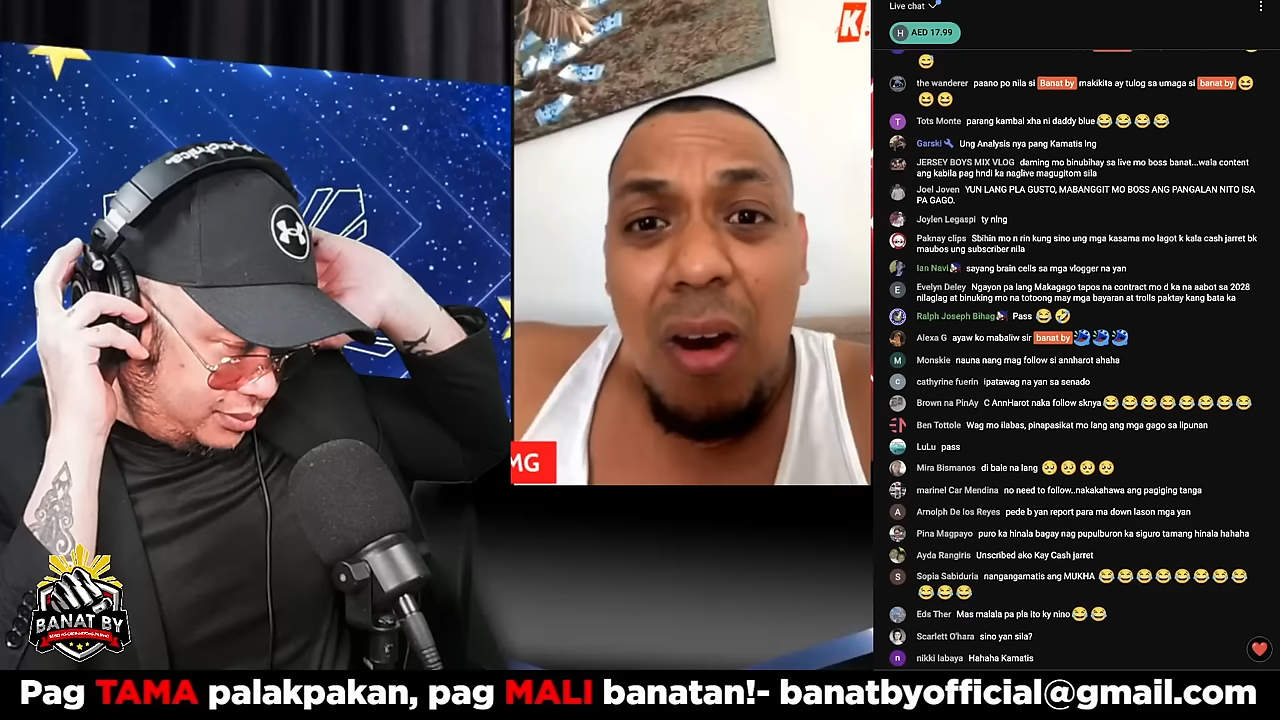 Live chat
H AED 17.99
the wanderer paano po nila si Banat by makikita ay tulog sa umaga si banat by
T Tots Monte parang kambal xha ni daddy blue
Garski Ung Analysis nya pang Kamatis lng
JERSEY BOYS MIX VLOG daming mo binubihay sa live mo boss banat...wala content
ang kabila pag hndi ka naglive magugitom sila
Joel Joven YUN LANG PLA GUSTO, MABANGGIT MO BOSS ANG PANGALAN NITO ISA
PA GAGO.
Joylen Legaspi ty ning
Paknay clips Sbihin mo n rin kung sino ung mga kasama mo lagot k kala cash jarret bk
maubos ung subscriber nila
Ian Navi sayang brain cells sa mga vlogger na yan
E Evelyn Deley Ngayon pa lang Makagago tapos na contract mo d ka na aabot sa 2028
nilaglag at binuking mo na totoong may mga bayaran at trolls paktay kang bata ka
Ralph Joseph Bihag Pass
Alexa G ayaw ko mabaliw sir banat by
M Monskie nauna nang mag follow si annharot ahaha
c cathyrine fuerin ipatawag na yan sa senado
Brown na PinAy C AnnHarot naka follow sknya
Ben Tottole Wag mo ilabas, pinapasikat mo lang ang mga gago sa lipunan
LuLu pass
Mira Bismanos di bale na lang
marinel Car Mendina no need to follow..nakakahawa ang pagiging tanga
A Arnolph De los Reyes pede b yan report para ma down lason mga yan
Pina Magpayo puro ka hinala bagay nag pupulburon ka siguro tamang hinala hahaha
Ayda Rangiris Unscribed ako Kay Cash jarret
S Sopia Sabiduria nangangamatis ang MUKHA
Eds Ther Mas malala pa pla ito ky nino
Scarlett O'hara sino yan sila?
n nikki labaya Hahaha Kamatis
K
MG
BANAT BY
Pag TAMA palakpakan, pag MALI banatan!- banatbyofficial@gmail.com